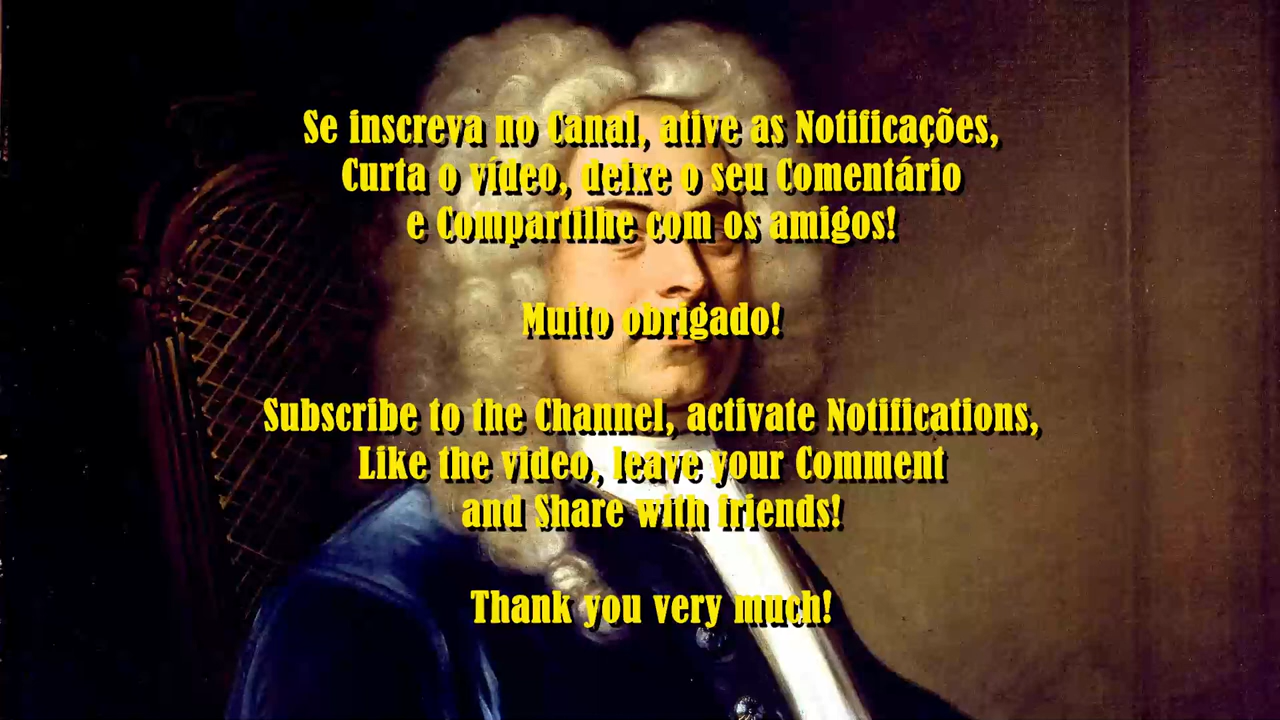 Se inscreva no Canal, ative as Notificações,
Curta o vídeo, deixe o seu Comentário
e Compartilhe com os amigos!
Muito obrigado!
Subscribe to the Channel, activate Notifications,
Like the video, leave your Comment
and Share with friends!
Thank you very much!